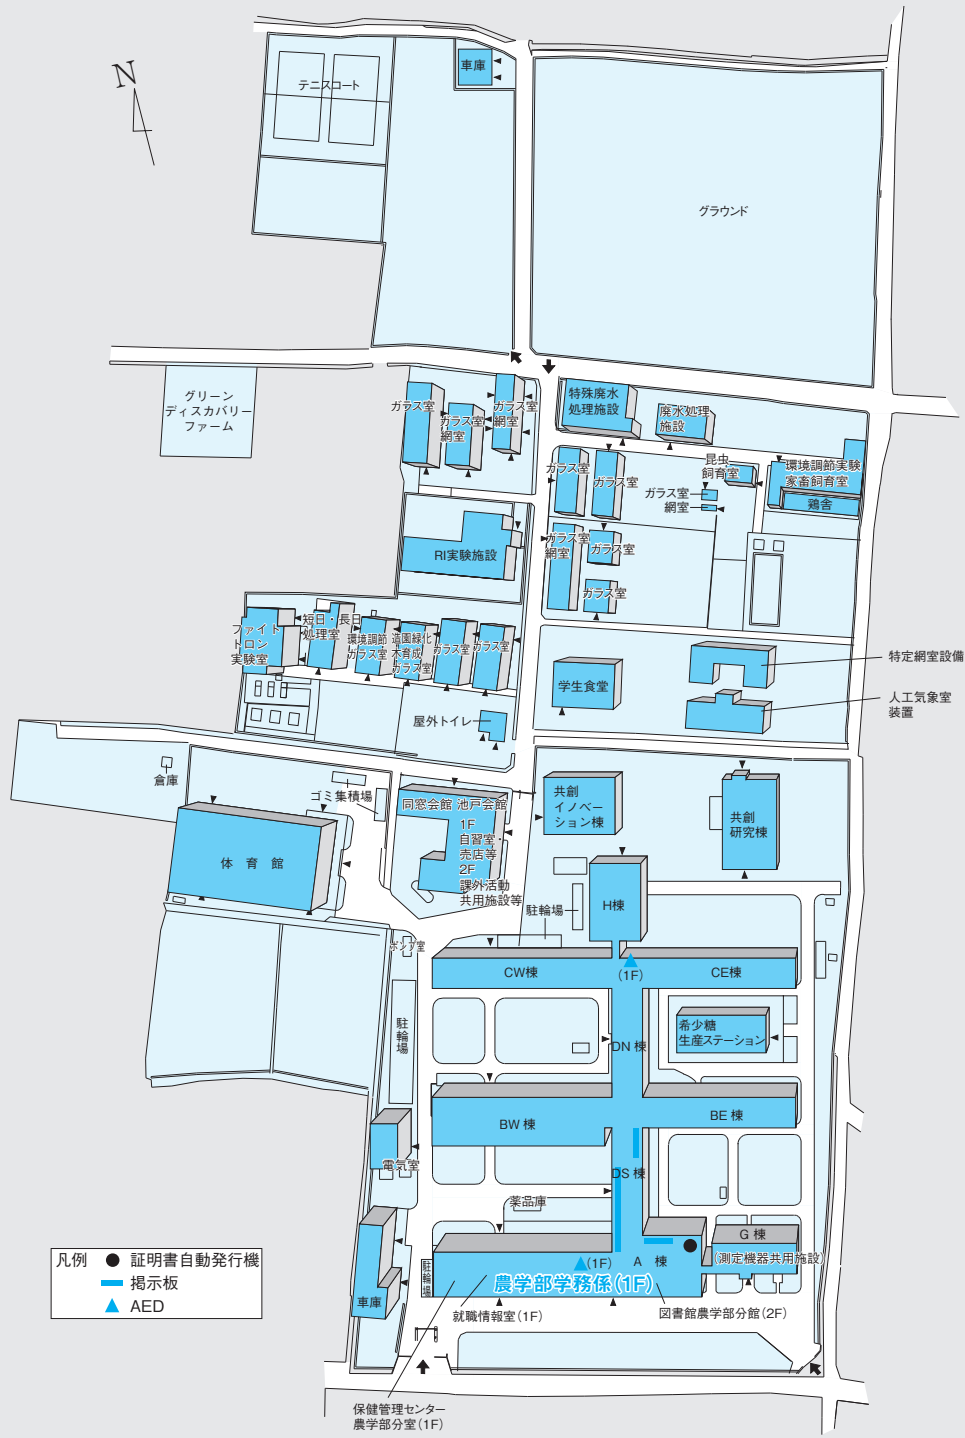 N
テニスコート
車庫
グラウンド
グリーン
ディスカバリー
ファーム
ガラス室
ガラス室
網室
ガラス室
網室
特殊廃水
処理施設
廃水処理
施設
昆虫
飼育室
環境調節実験
家畜飼育室
鶏舎
ガラス室
ガラス室
ガラス室
網室
RI実験施設
ガラス室
網室
ガラス室
ガラス室
ファイト
トロン
実験室
短日・長日
処理室
環境調節
ガラス室
造園緑化
木育成
ガラス室
ガラス室
ガラス室
学生食堂
特定網室設備
人工気象室
装置
屋外トイレ
倉庫
ゴミ集積場
同窓会館 池戸会館
1F
自習室・
売店等
2F
課外活動
共用施設等
共創
イノベー
ション棟
共創
研究棟
体育館
H棟
駐輪場
ポンプ室
CW棟
(1F)
CE棟
駐輪場
DN棟
希少糖
生産ステーション
BW棟
BE棟
電気室
DS棟
薬品庫
G棟
(測定機器共用施設)
(1F)
A棟
駐輪場
農学部学務係(1F)
就職情報室(1F)
図書館農学部分館(2F)
車庫
保健管理センター
農学部分室(1F)
凡例
証明書自動発行機
掲示板
AED